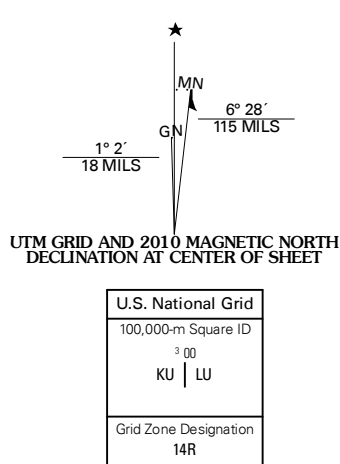 MN
6° 28´
115 MILS
GN
1° 2´
18 MILS
UTM GRID AND 2010 MAGNETIC NORTH
DECLINATION AT CENTER OF SHEET
U.S. National Grid
100,000-m Square ID
3 00
KU LU
Grid Zone Designation
14R